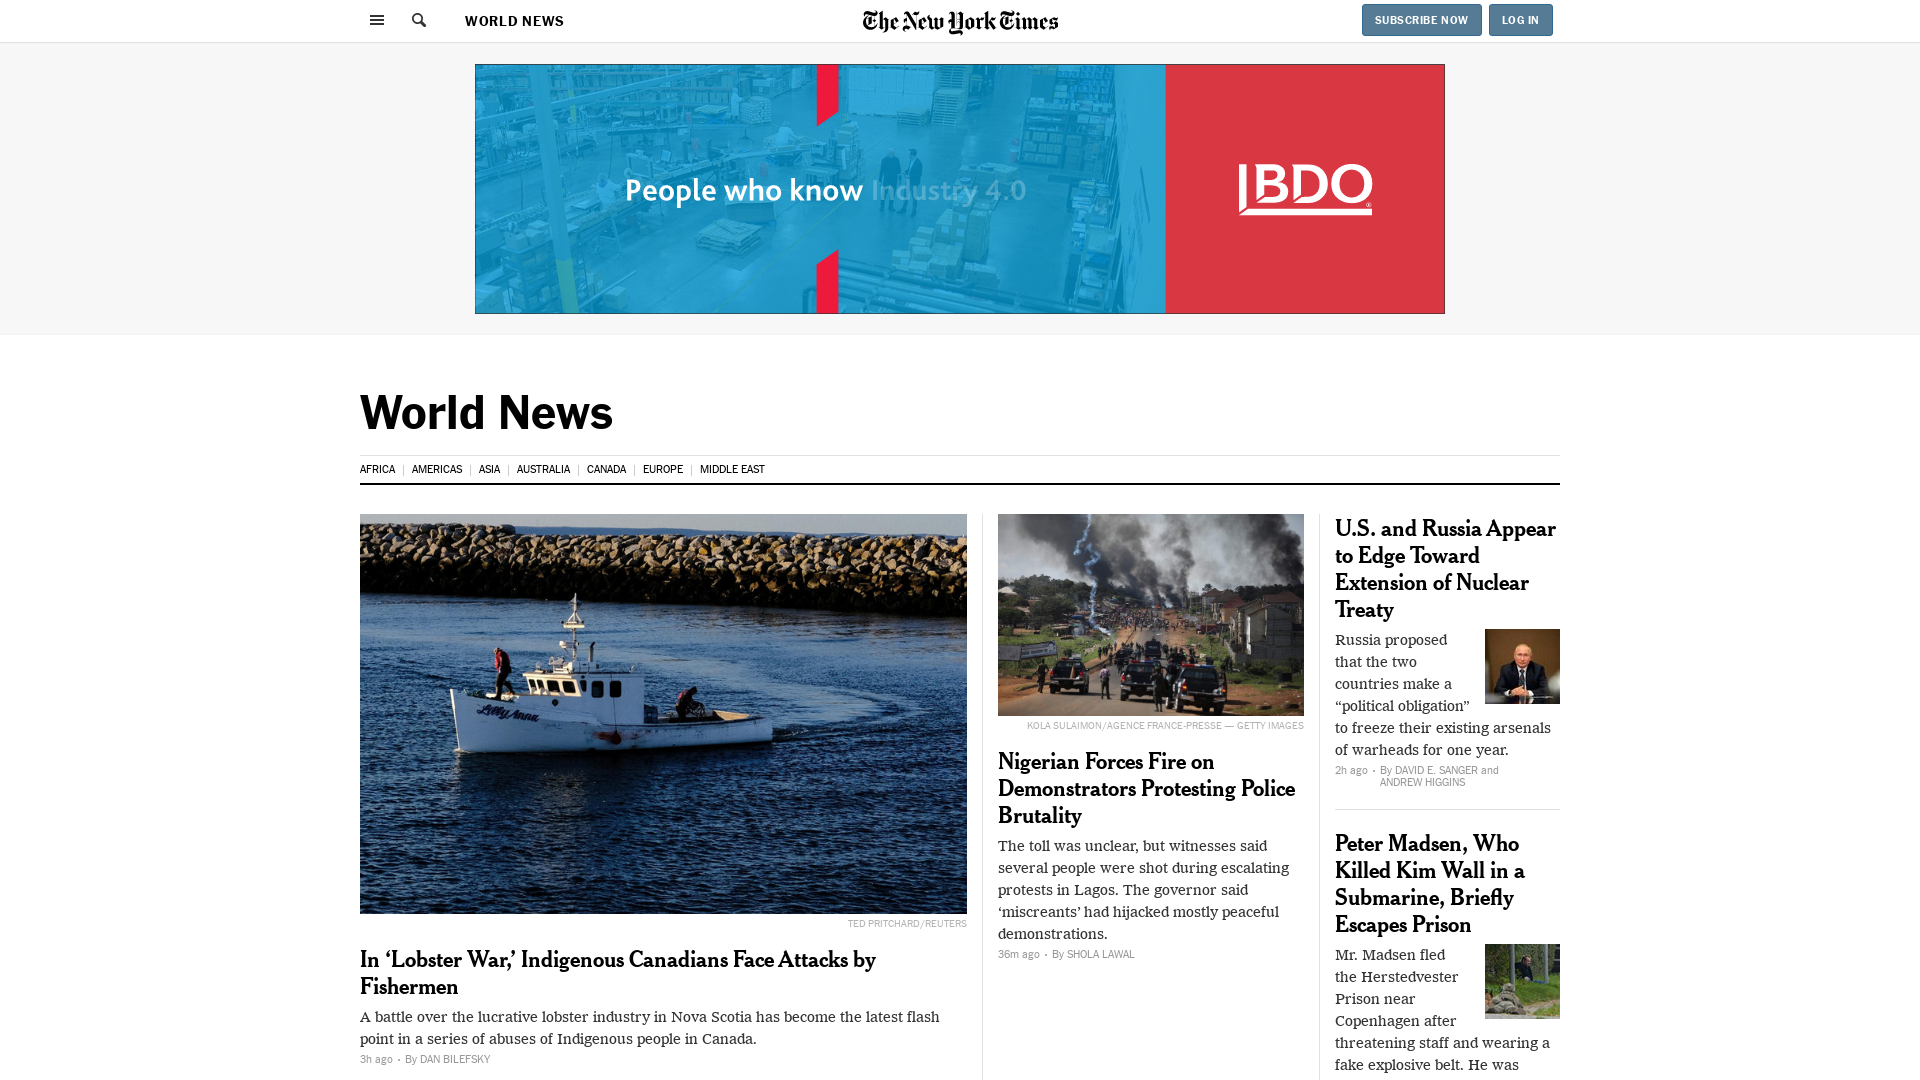 WORLD NEWS
The New York Times
SUBSCRIBE NOW
LOG IN
People who know Industry 4.0
BDO
®
World News
AFRICA
AMERICAS
ASIA
AUSTRALIA
CANADA
EUROPE
MIDDLE EAST
Lilly Anne
TED PRITCHARD/REUTERS
In ‘Lobster War,’ Indigenous Canadians Face Attacks by
Fishermen
A battle over the lucrative lobster industry in Nova Scotia has become the latest flash
point in a series of abuses of Indigenous people in Canada.
3h ago • By DAN BILEFSKY
KOLA SULAIMON/AGENCE FRANCE-PRESSE — GETTY IMAGES
Nigerian Forces Fire on
Demonstrators Protesting Police
Brutality
The toll was unclear, but witnesses said
several people were shot during escalating
protests in Lagos. The governor said
‘miscreants’ had hijacked mostly peaceful
demonstrations.
36m ago • By SHOLA LAWAL
U.S. and Russia Appear
to Edge Toward
Extension of Nuclear
Treaty
Russia proposed
that the two
countries make a
“political obligation”
to freeze their existing arsenals
of warheads for one year.
2h ago • By DAVID E. SANGER and
ANDREW HIGGINS
Peter Madsen, Who
Killed Kim Wall in a
Submarine, Briefly
Escapes Prison
Mr. Madsen fled
the Herstedvester
Prison near
Copenhagen after
threatening staff and wearing a
fake explosive belt. He was